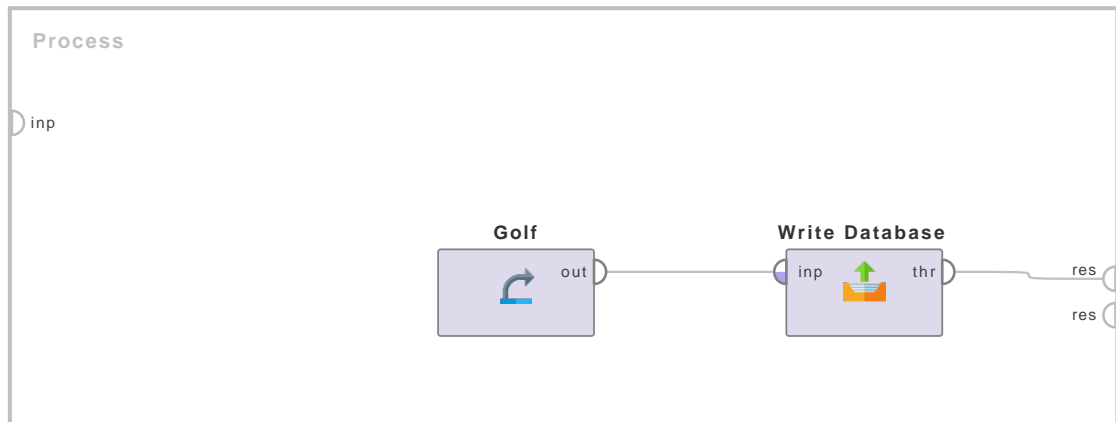 Process
inp
Golf
Write Database
out
inp
thr
res
res